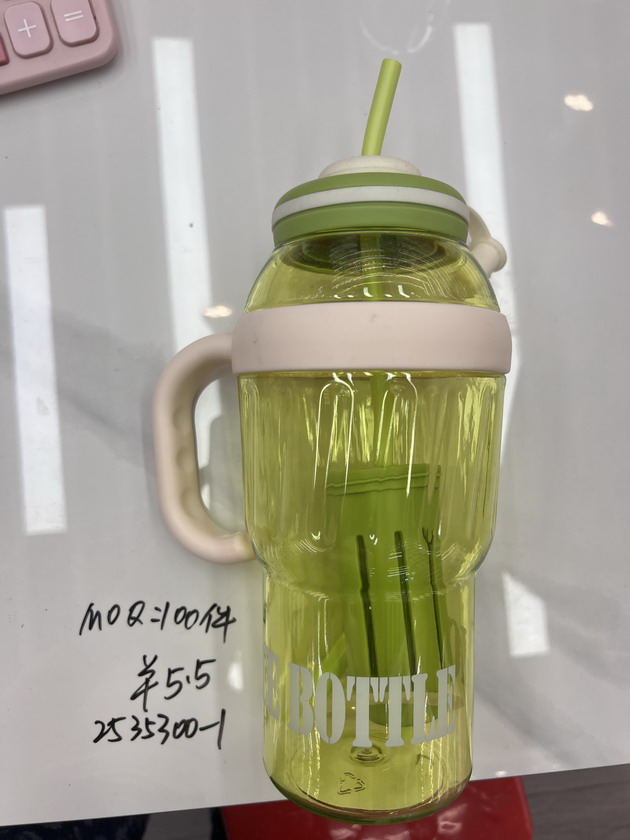 + =
MOQ:100件
¥5.5
2535300-1
E BOTTLE